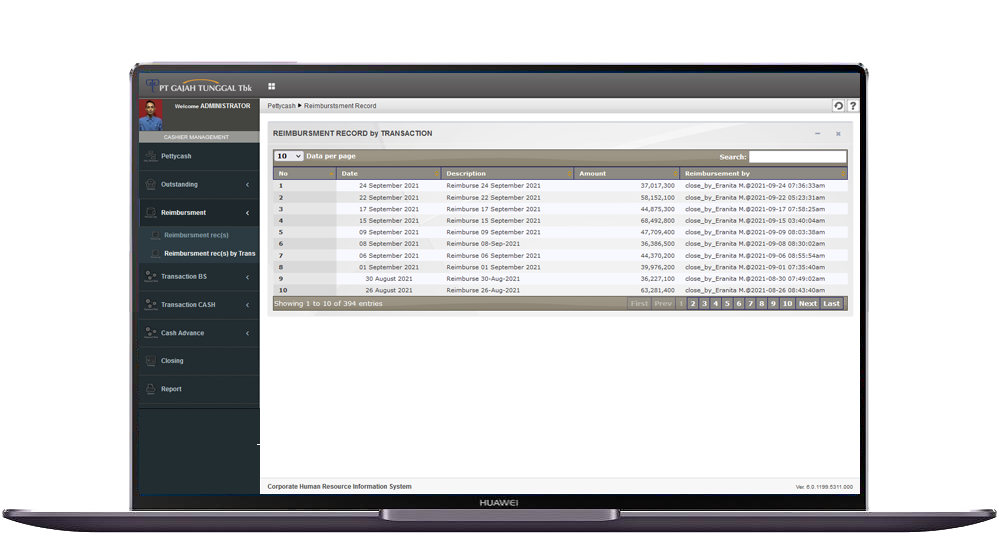 PT GAJAH TUNGGAL Tbk
Welcome ADMINISTRATOR
CASHIER MANAGEMENT
Pettycash
Outstanding
Reimbursment
Reimbursement rec(s)
Reimbursement rec(s) by Trans
Transaction BS
Transaction CASH
Cash Advance
Closing
Report
Pettycash ▶ Reimburstsment Record
?
REIMBURSMENT RECORD by TRANSACTION
10 Data per page Search:
No Date Description Amount Reimbursement by
1 24 September 2021 Reimburse 24 September 2021 37,017,300 close_by_Eranita M.@2021-09-24 07:36:33am
2 22 September 2021 Reimburse 22 September 2021 58,152,100 close_by_Eranita M.@2021-09-22 05:23:31am
3 17 September 2021 Reimburse 17 September 2021 44,875,300 close_by_Eranita M.@2021-09-17 07:58:25am
4 15 September 2021 Reimburse 15 September 2021 68,492,800 close_by_Eranita M.@2021-09-15 03:40:04am
5 09 September 2021 Reimburse 09 September 2021 47,709,400 close_by_Eranita M.@2021-09-09 08:03:38am
6 08 September 2021 Reimburse 08-Sep-2021 36,386,500 close_by_Eranita M.@2021-09-08 08:30:02am
7 06 September 2021 Reimburse 06 September 2021 44,370,200 close_by_Eranita M.@2021-09-06 08:55:54am
8 01 September 2021 Reimburse 01 September 2021 39,976,200 close_by_Eranita M.@2021-09-01 07:35:40am
9 30 August 2021 Reimburse 30-Aug-2021 36,227,100 close_by_Eranita M.@2021-08-30 07:49:02am
10 26 August 2021 Reimburse 26-Aug-2021 63,281,400 close_by_Eranita M.@2021-08-26 08:43:40am
Showing 1 to 10 of 394 entries First Prev 1 2 3 4 5 6 7 8 9 10 Next Last
Corporate Human Resource Information System
Ver. 6.0.1199.5311.000
HUAWEI